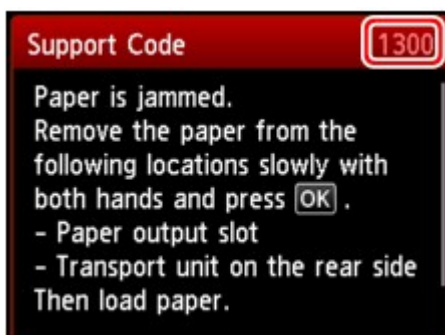 Support Code 1300
Paper is jammed.
Remove the paper from the
following locations slowly with
both hands and press OK .
– Paper output slot
– Transport unit on the rear side
Then load paper.